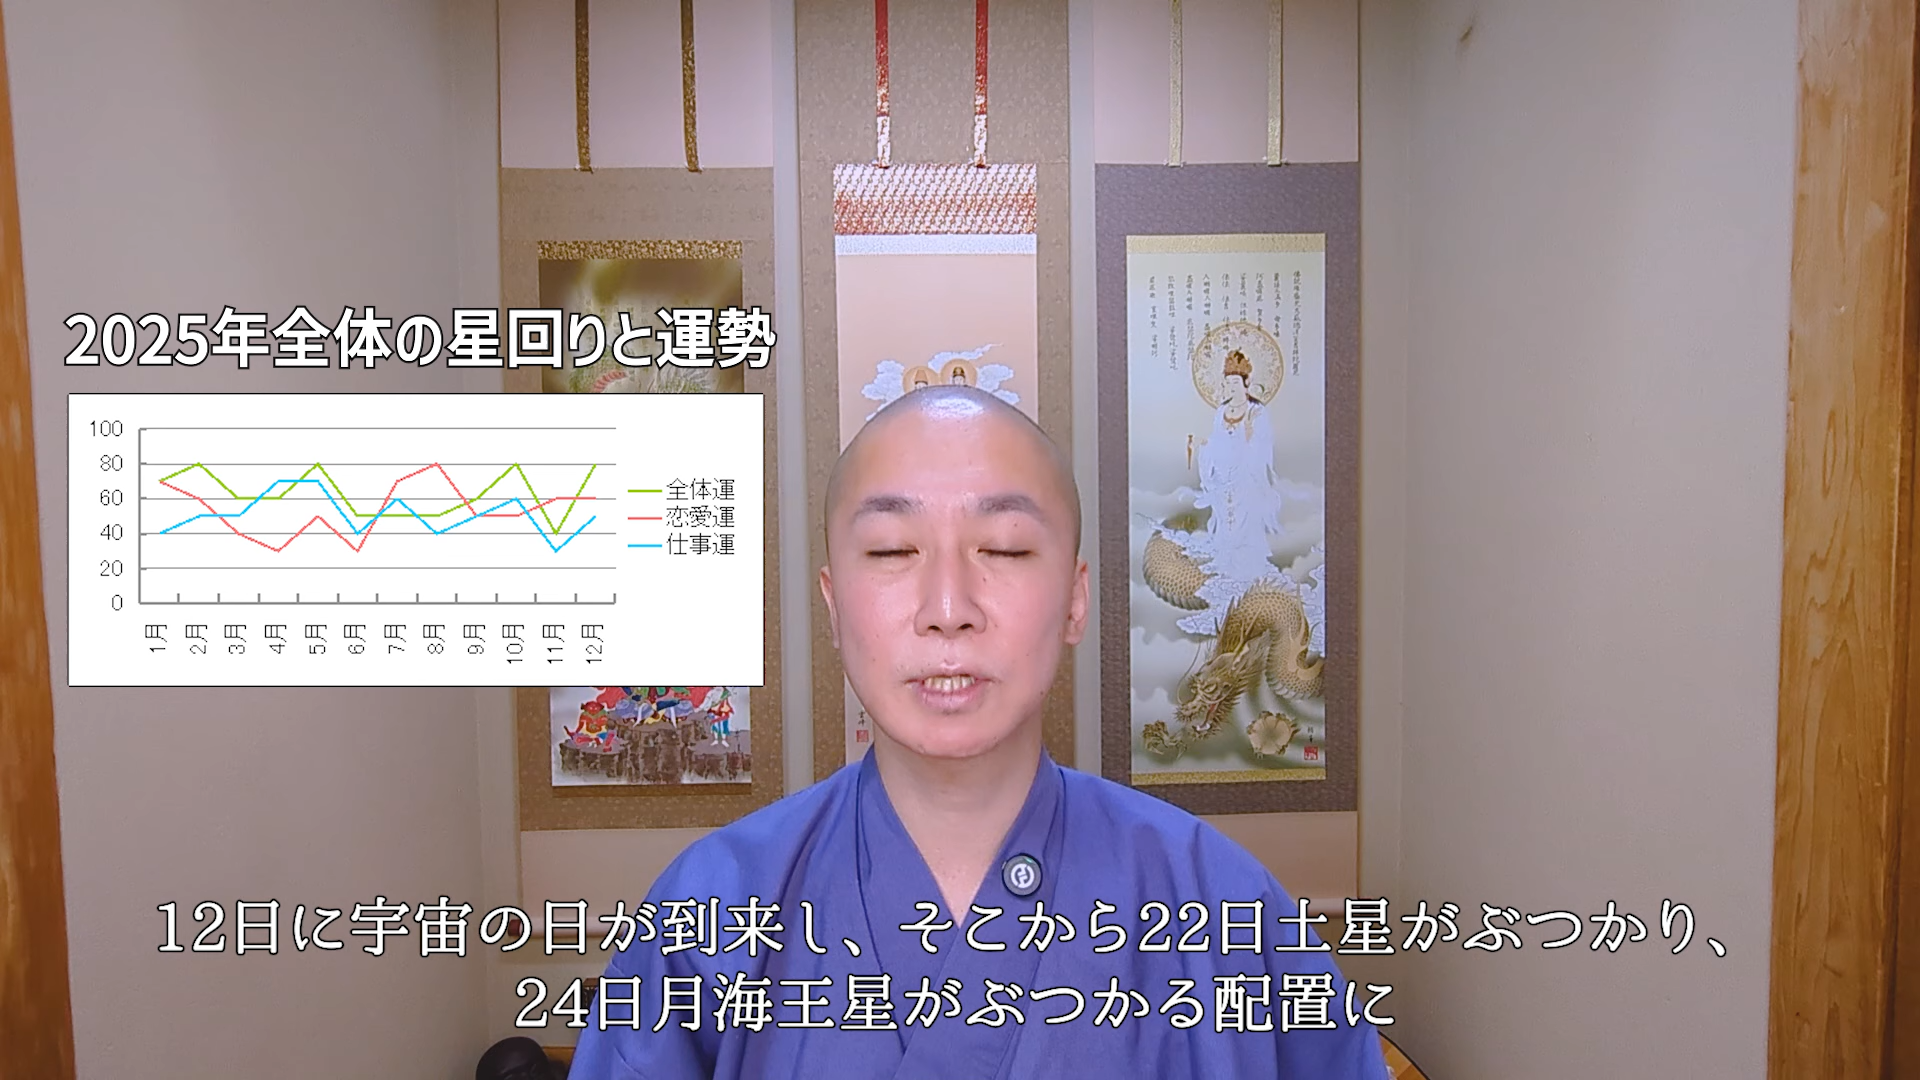 2025年全体の星回りと運勢
100
80
60
40
20
0
全体運
恋愛運
仕事運
1月
2月
3月
4月
5月
6月
7月
8月
9月
10月
11月
12月
12日に宇宙の日が到来し、そこから22日土星がぶつかり、
24日月海王星がぶつかる配置に